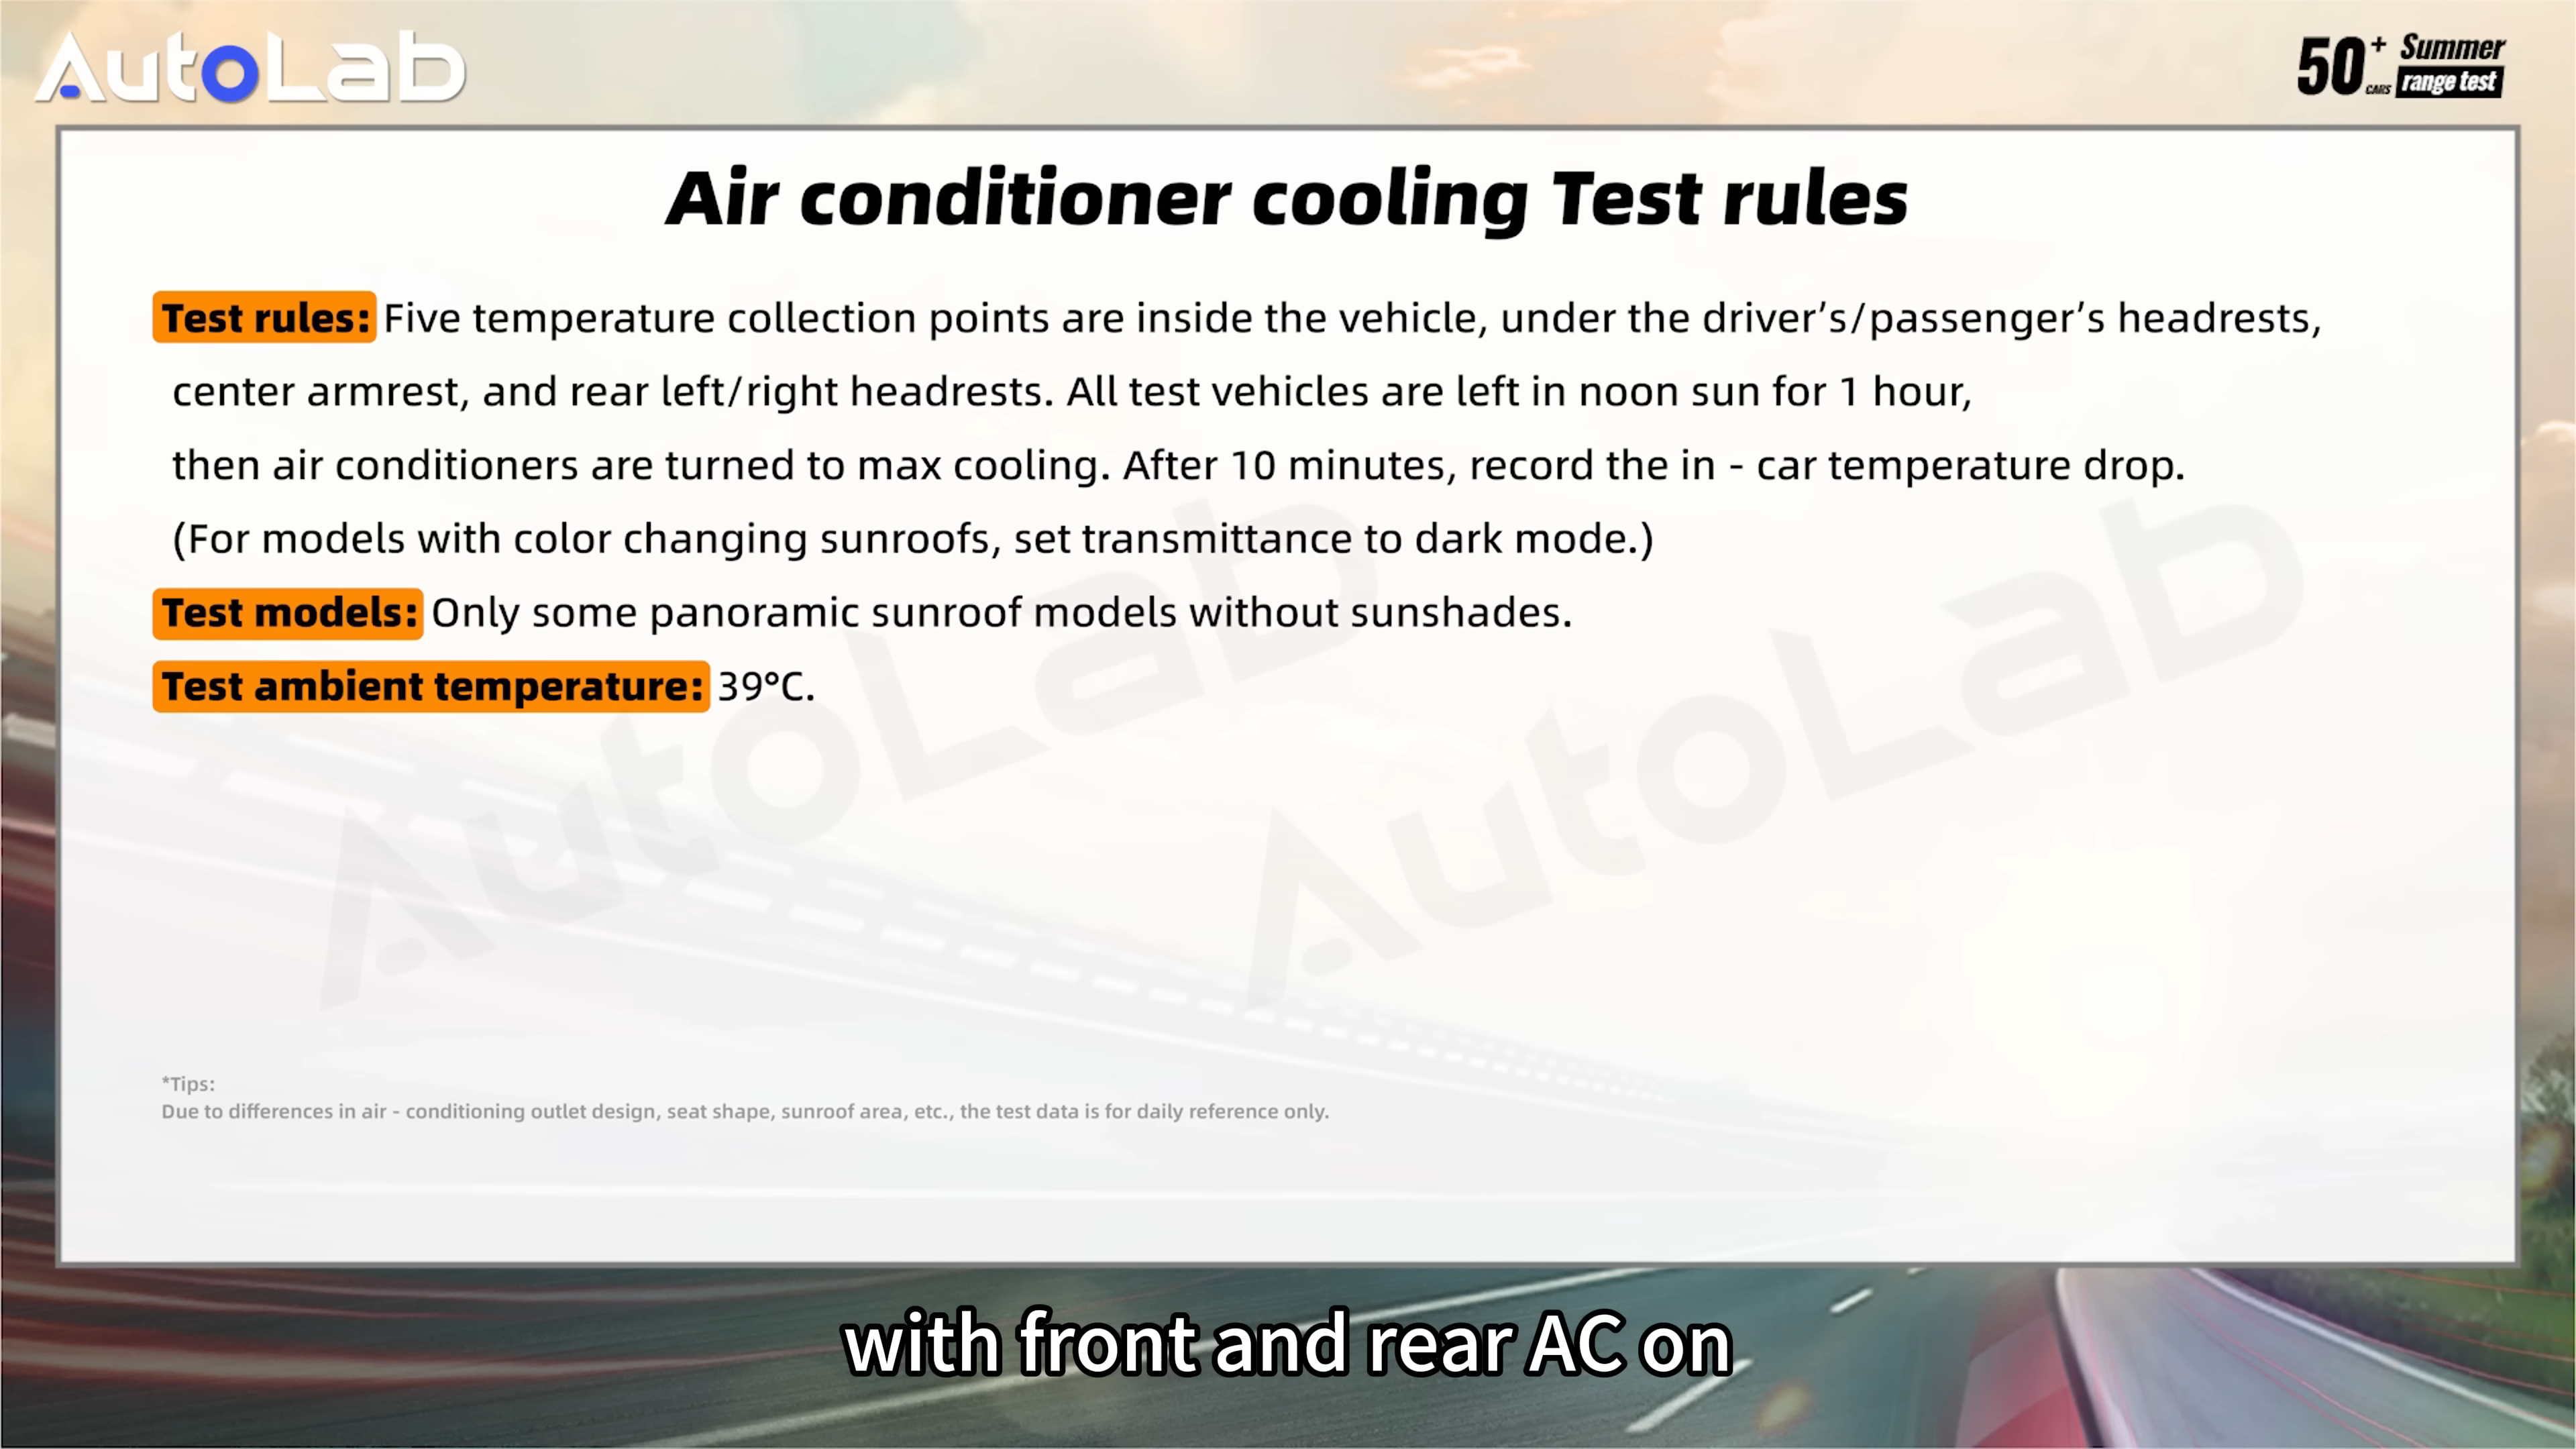 AutoLab
50+ CARS Summer range test
Air conditioner cooling Test rules
Test rules: Five temperature collection points are inside the vehicle, under the driver’s/passenger’s headrests,
center armrest, and rear left/right headrests. All test vehicles are left in noon sun for 1 hour,
then air conditioners are turned to max cooling. After 10 minutes, record the in - car temperature drop.
(For models with color changing sunroofs, set transmittance to dark mode.)
Test models: Only some panoramic sunroof models without sunshades.
Test ambient temperature: 39°C.
AutoLab AutoLab
*Tips:
Due to differences in air - conditioning outlet design, seat shape, sunroof area, etc., the test data is for daily reference only.
with front and rear AC on